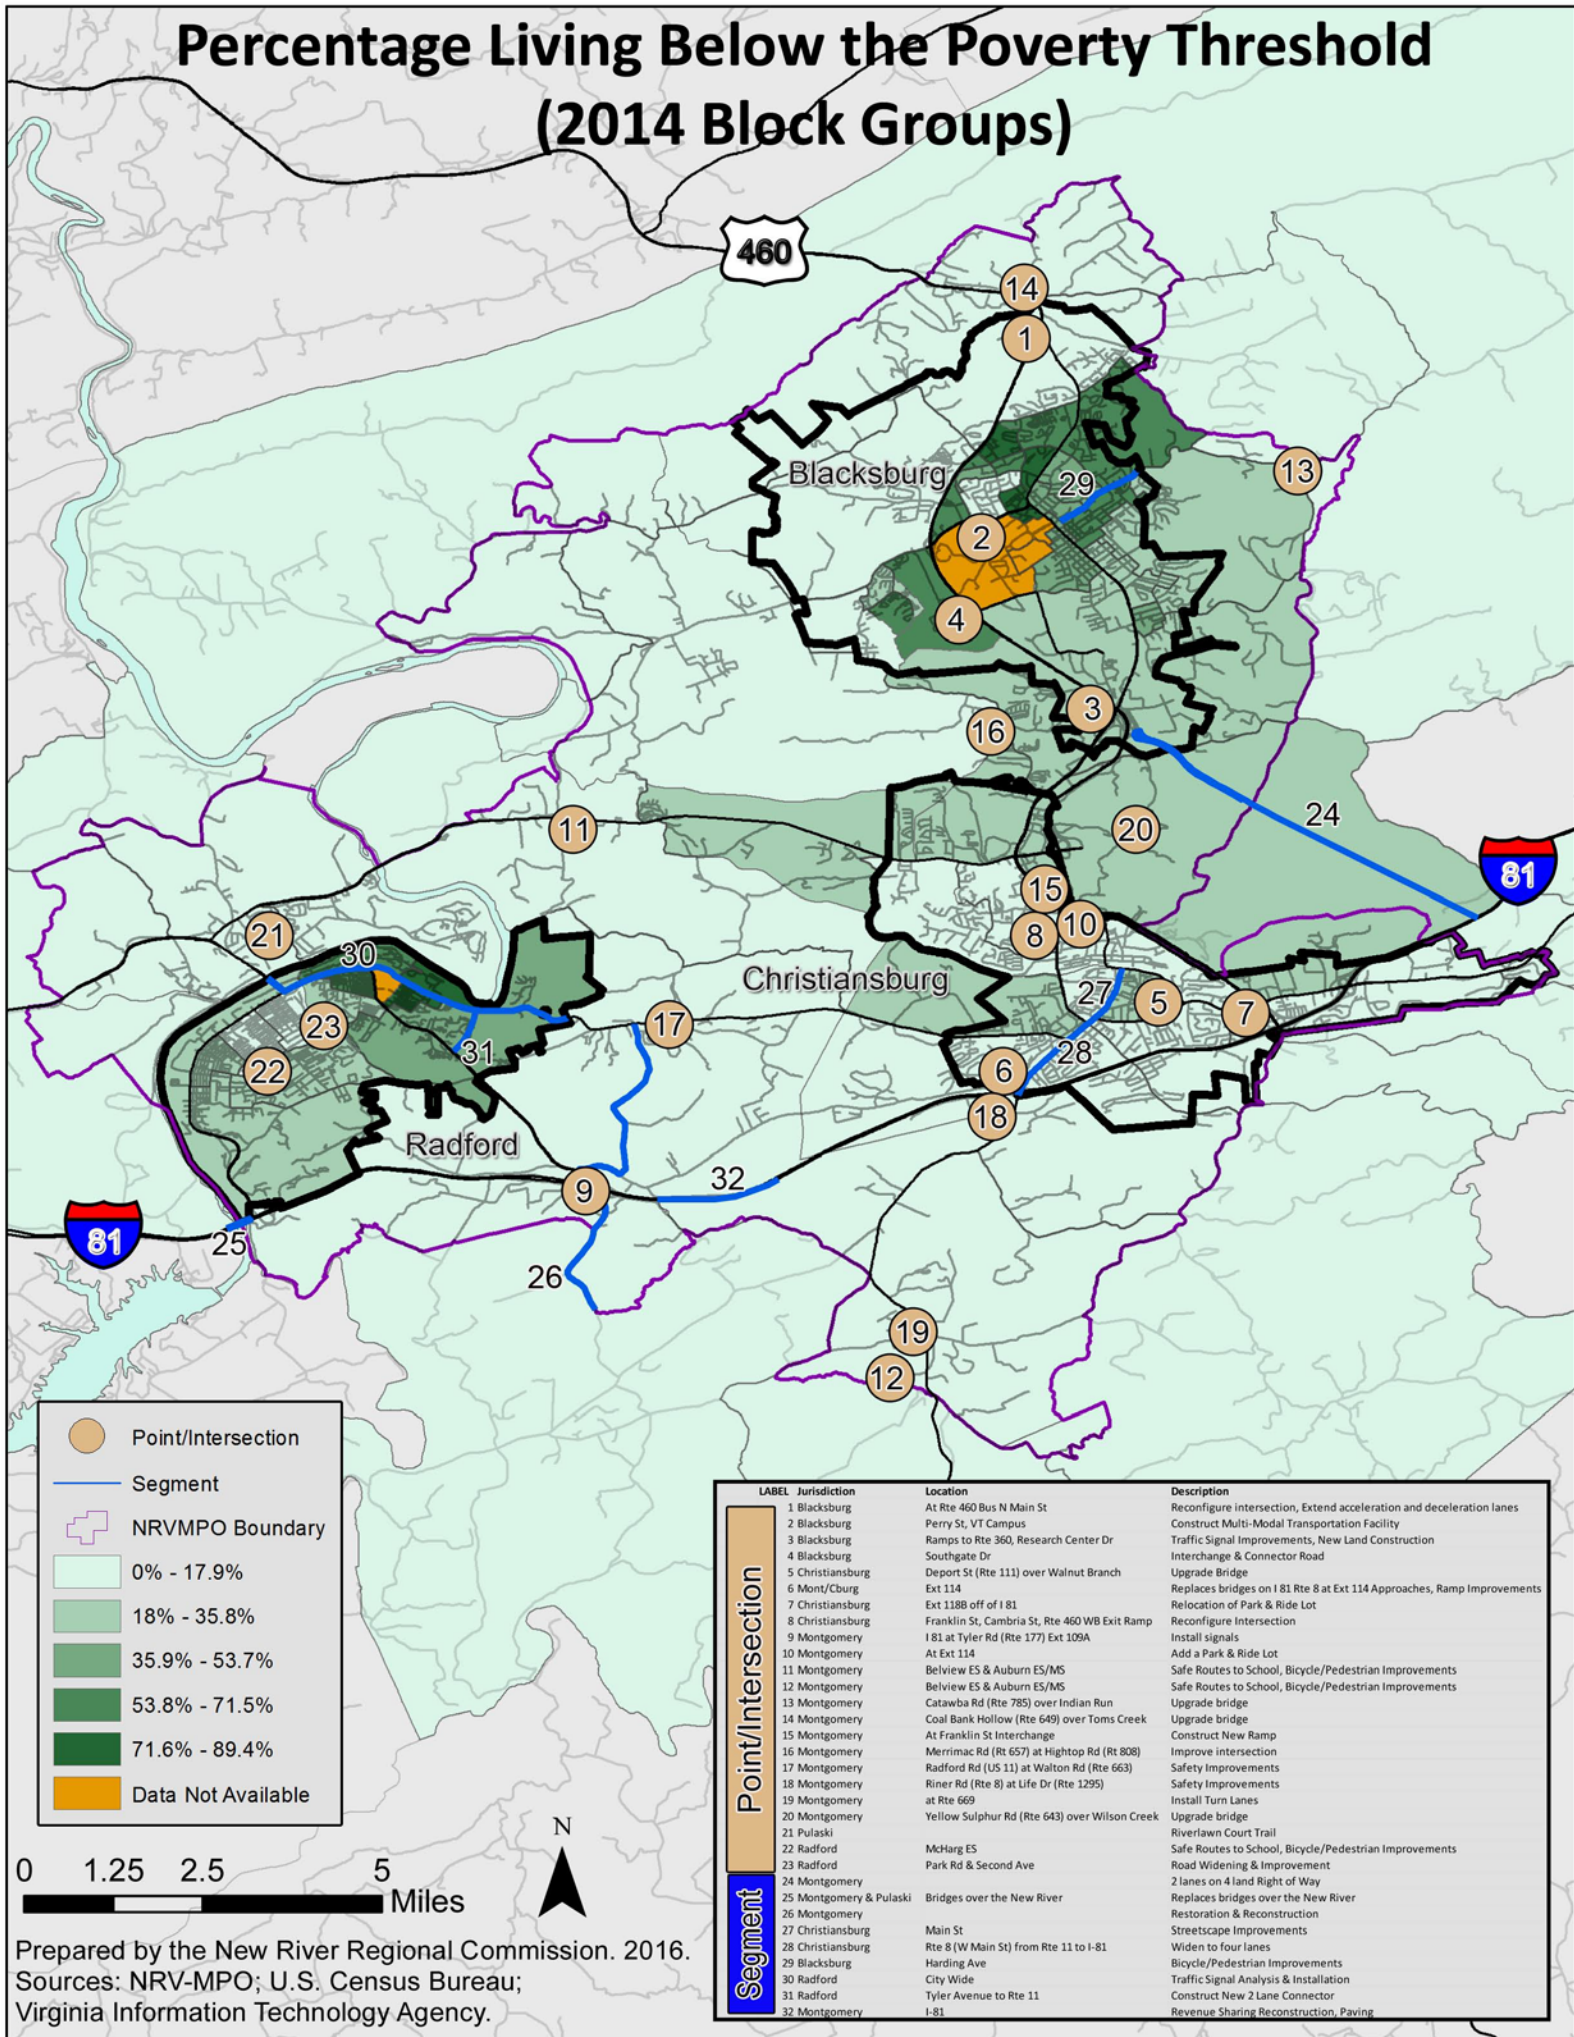 Percentage Living Below the Poverty Threshold
(2014 Block Groups)
460
14
1
Blacksburg
13
29
2
4
3
16
24
11
20
81
15
21
10
8
30
Christiansburg
27
5
7
23
17
31
28
22
6
18
Radford
32
9
81
25
26
19
12
Point/Intersection
Segment
NRVMPO Boundary
0% - 17.9%
18% - 35.8%
35.9% - 53.7%
53.8% - 71.5%
71.6% - 89.4%
Data Not Available
N
0 1.25 2.5 5
Miles
Prepared by the New River Regional Commission. 2016.
Sources: NRV-MPO; U.S. Census Bureau;
Virginia Information Technology Agency.
LABEL Jurisdiction Location Description
Point/Intersection
1 Blacksburg At Rte 460 Bus N Main St Reconfigure intersection, Extend acceleration and deceleration lanes
2 Blacksburg Perry St, VT Campus Construct Multi-Modal Transportation Facility
3 Blacksburg Ramps to Rte 360, Research Center Dr Traffic Signal Improvements, New Land Construction
4 Blacksburg Southgate Dr Interchange & Connector Road
5 Christiansburg Deport St (Rte 111) over Walnut Branch Upgrade Bridge
6 Mont/Cburg Ext 114 Replaces bridges on I 81 Rte 8 at Ext 114 Approaches, Ramp Improvements
7 Christiansburg Ext 118B off of I 81 Relocation of Park & Ride Lot
8 Christiansburg Franklin St, Cambria St, Rte 460 WB Exit Ramp Reconfigure Intersection
9 Montgomery I 81 at Tyler Rd (Rte 177) Ext 109A Install signals
10 Montgomery At Ext 114 Add a Park & Ride Lot
11 Montgomery Belview ES & Auburn ES/MS Safe Routes to School, Bicycle/Pedestrian Improvements
12 Montgomery Belview ES & Auburn ES/MS Safe Routes to School, Bicycle/Pedestrian Improvements
13 Montgomery Catawba Rd (Rte 785) over Indian Run Upgrade bridge
14 Montgomery Coal Bank Hollow (Rte 649) over Toms Creek Upgrade bridge
15 Montgomery At Franklin St Interchange Construct New Ramp
16 Montgomery Merrimac Rd (Rt 657) at Hightop Rd (Rt 808) Improve intersection
17 Montgomery Radford Rd (US 11) at Walton Rd (Rte 663) Safety Improvements
18 Montgomery Riner Rd (Rte 8) at Life Dr (Rte 1295) Safety Improvements
19 Montgomery at Rte 669 Install Turn Lanes
20 Montgomery Yellow Sulphur Rd (Rte 643) over Wilson Creek Upgrade bridge
21 Pulaski Riverlawn Court Trail
22 Radford McHarg ES Safe Routes to School, Bicycle/Pedestrian Improvements
23 Radford Park Rd & Second Ave Road Widening & Improvement
Segment
24 Montgomery 2 lanes on 4 land Right of Way
25 Montgomery & Pulaski Bridges over the New River Replaces bridges over the New River
26 Montgomery Restoration & Reconstruction
27 Christiansburg Main St Streetscape Improvements
28 Christiansburg Rte 8 (W Main St) from Rte 11 to I-81 Widen to four lanes
29 Blacksburg Harding Ave Bicycle/Pedestrian Improvements
30 Radford City Wide Traffic Signal Analysis & Installation
31 Radford Tyler Avenue to Rte 11 Construct New 2 Lane Connector
32 Montgomery I-81 Revenue Sharing Reconstruction, Paving